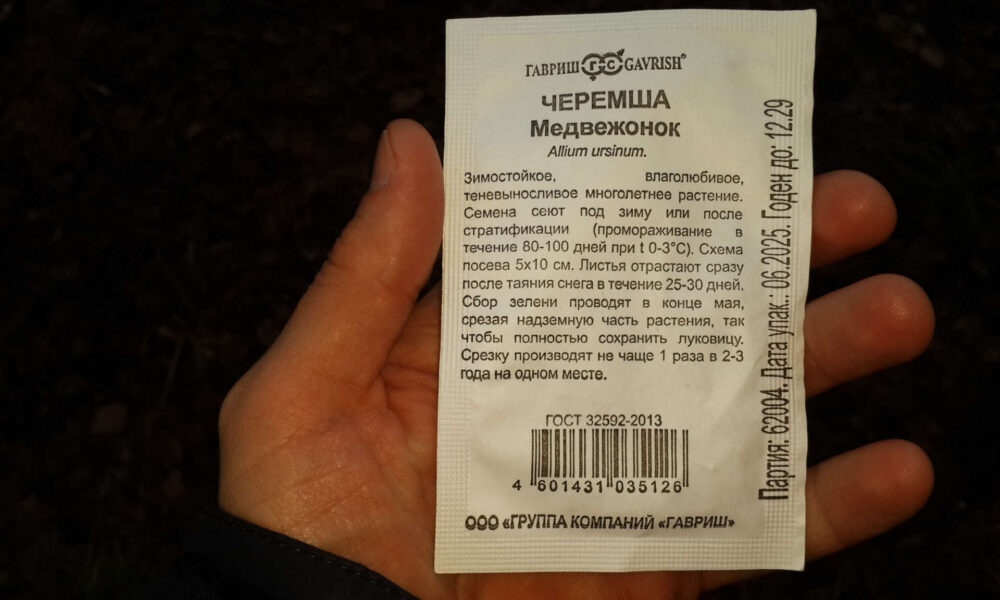 ГАВРИШ ГС GAVRISH®
ЧЕРЕМША
Медвежонок
Allium ursinum.
Зимостойкое, влаголюбивое,
теневыносливое многолетнее растение.
Семена сеют под зиму или после
стратификации (промораживание в
течение 80-100 дней при t 0-3°С). Схема
посева 5х10 см. Листья отрастают сразу
после таяния снега в течение 25-30 дней.
Сбор зелени проводят в конце мая,
срезая надземную часть растения, так
чтобы полностью сохранить луковицу.
Срезку производят не чаще 1 раза в 2-3
года на одном месте.
ГОСТ 32592-2013
4 601431 035126
ООО «ГРУППА КОМПАНИЙ «ГАВРИШ»
Партия: 62004. Дата упак.: 06.2025. Годен до: 12.29